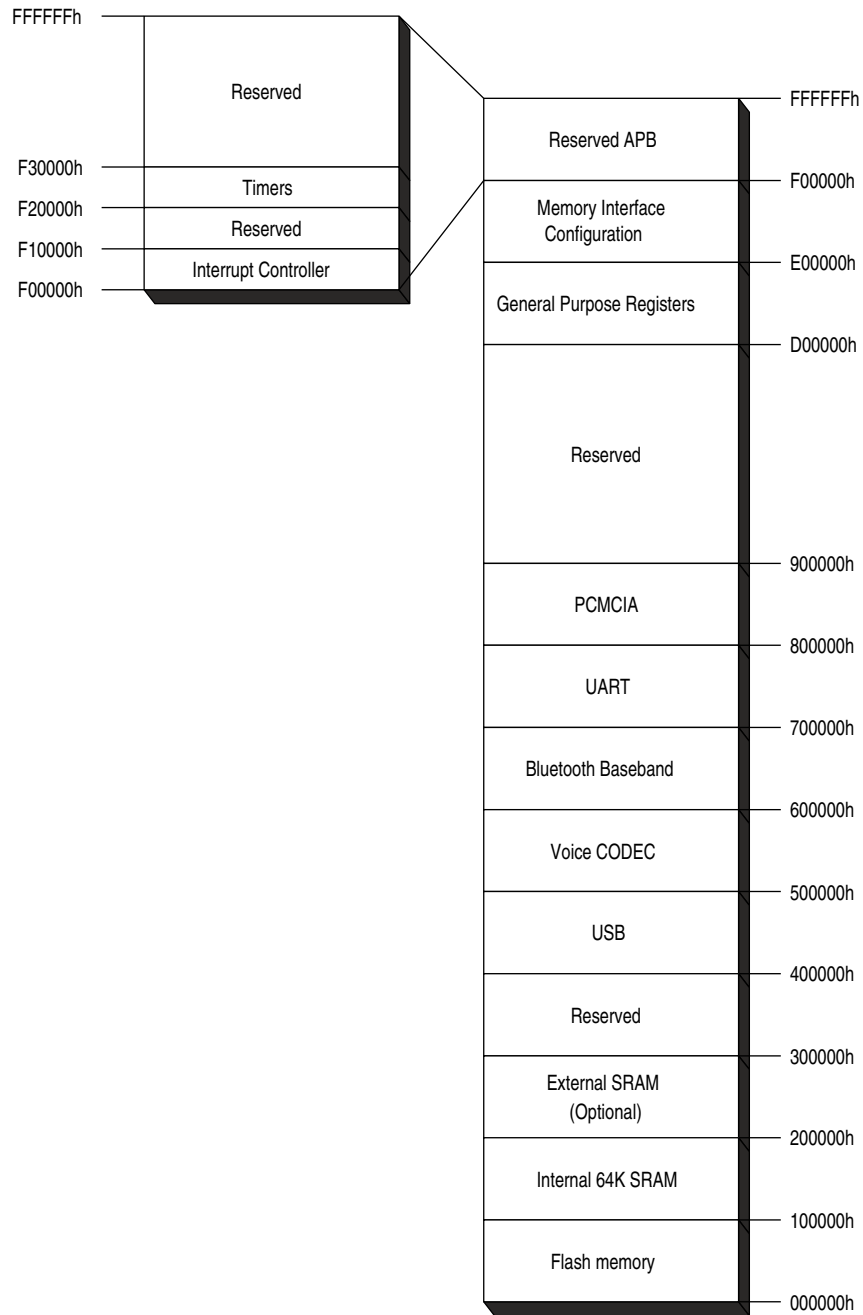 FFFFFFh
Reserved
F30000h
Timers
F20000h
Reserved
F10000h
Interrupt Controller
F00000h
FFFFFFh
Reserved APB
F00000h
Memory Interface
Configuration
E00000h
General Purpose Registers
D00000h
Reserved
900000h
PCMCIA
800000h
UART
700000h
Bluetooth Baseband
600000h
Voice CODEC
500000h
USB
400000h
Reserved
300000h
External SRAM
(Optional)
200000h
Internal 64K SRAM
100000h
Flash memory
000000h